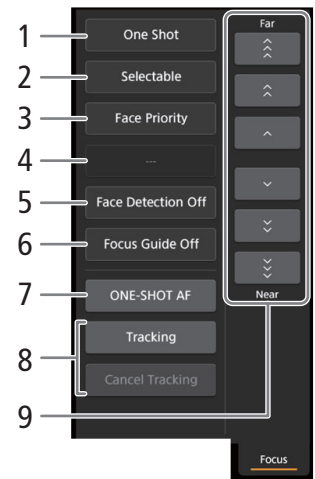 1
One Shot
2
Selectable
3
Face Priority
4
---
5
Face Detection Off
6
Focus Guide Off
7
ONE-SHOT AF
8
Tracking
Cancel Tracking
9
Far
Near
Focus